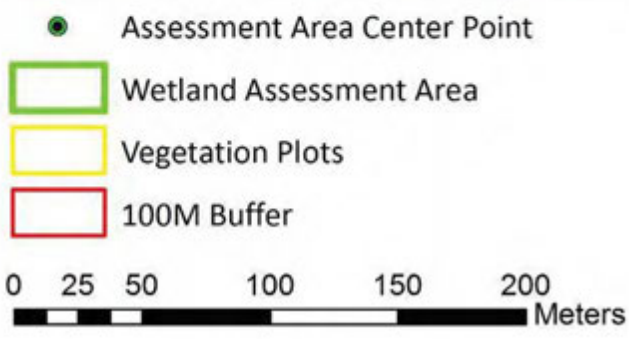 Assessment Area Center Point
Wetland Assessment Area
Vegetation Plots
100M Buffer
0 25 50 100 150 200
Meters